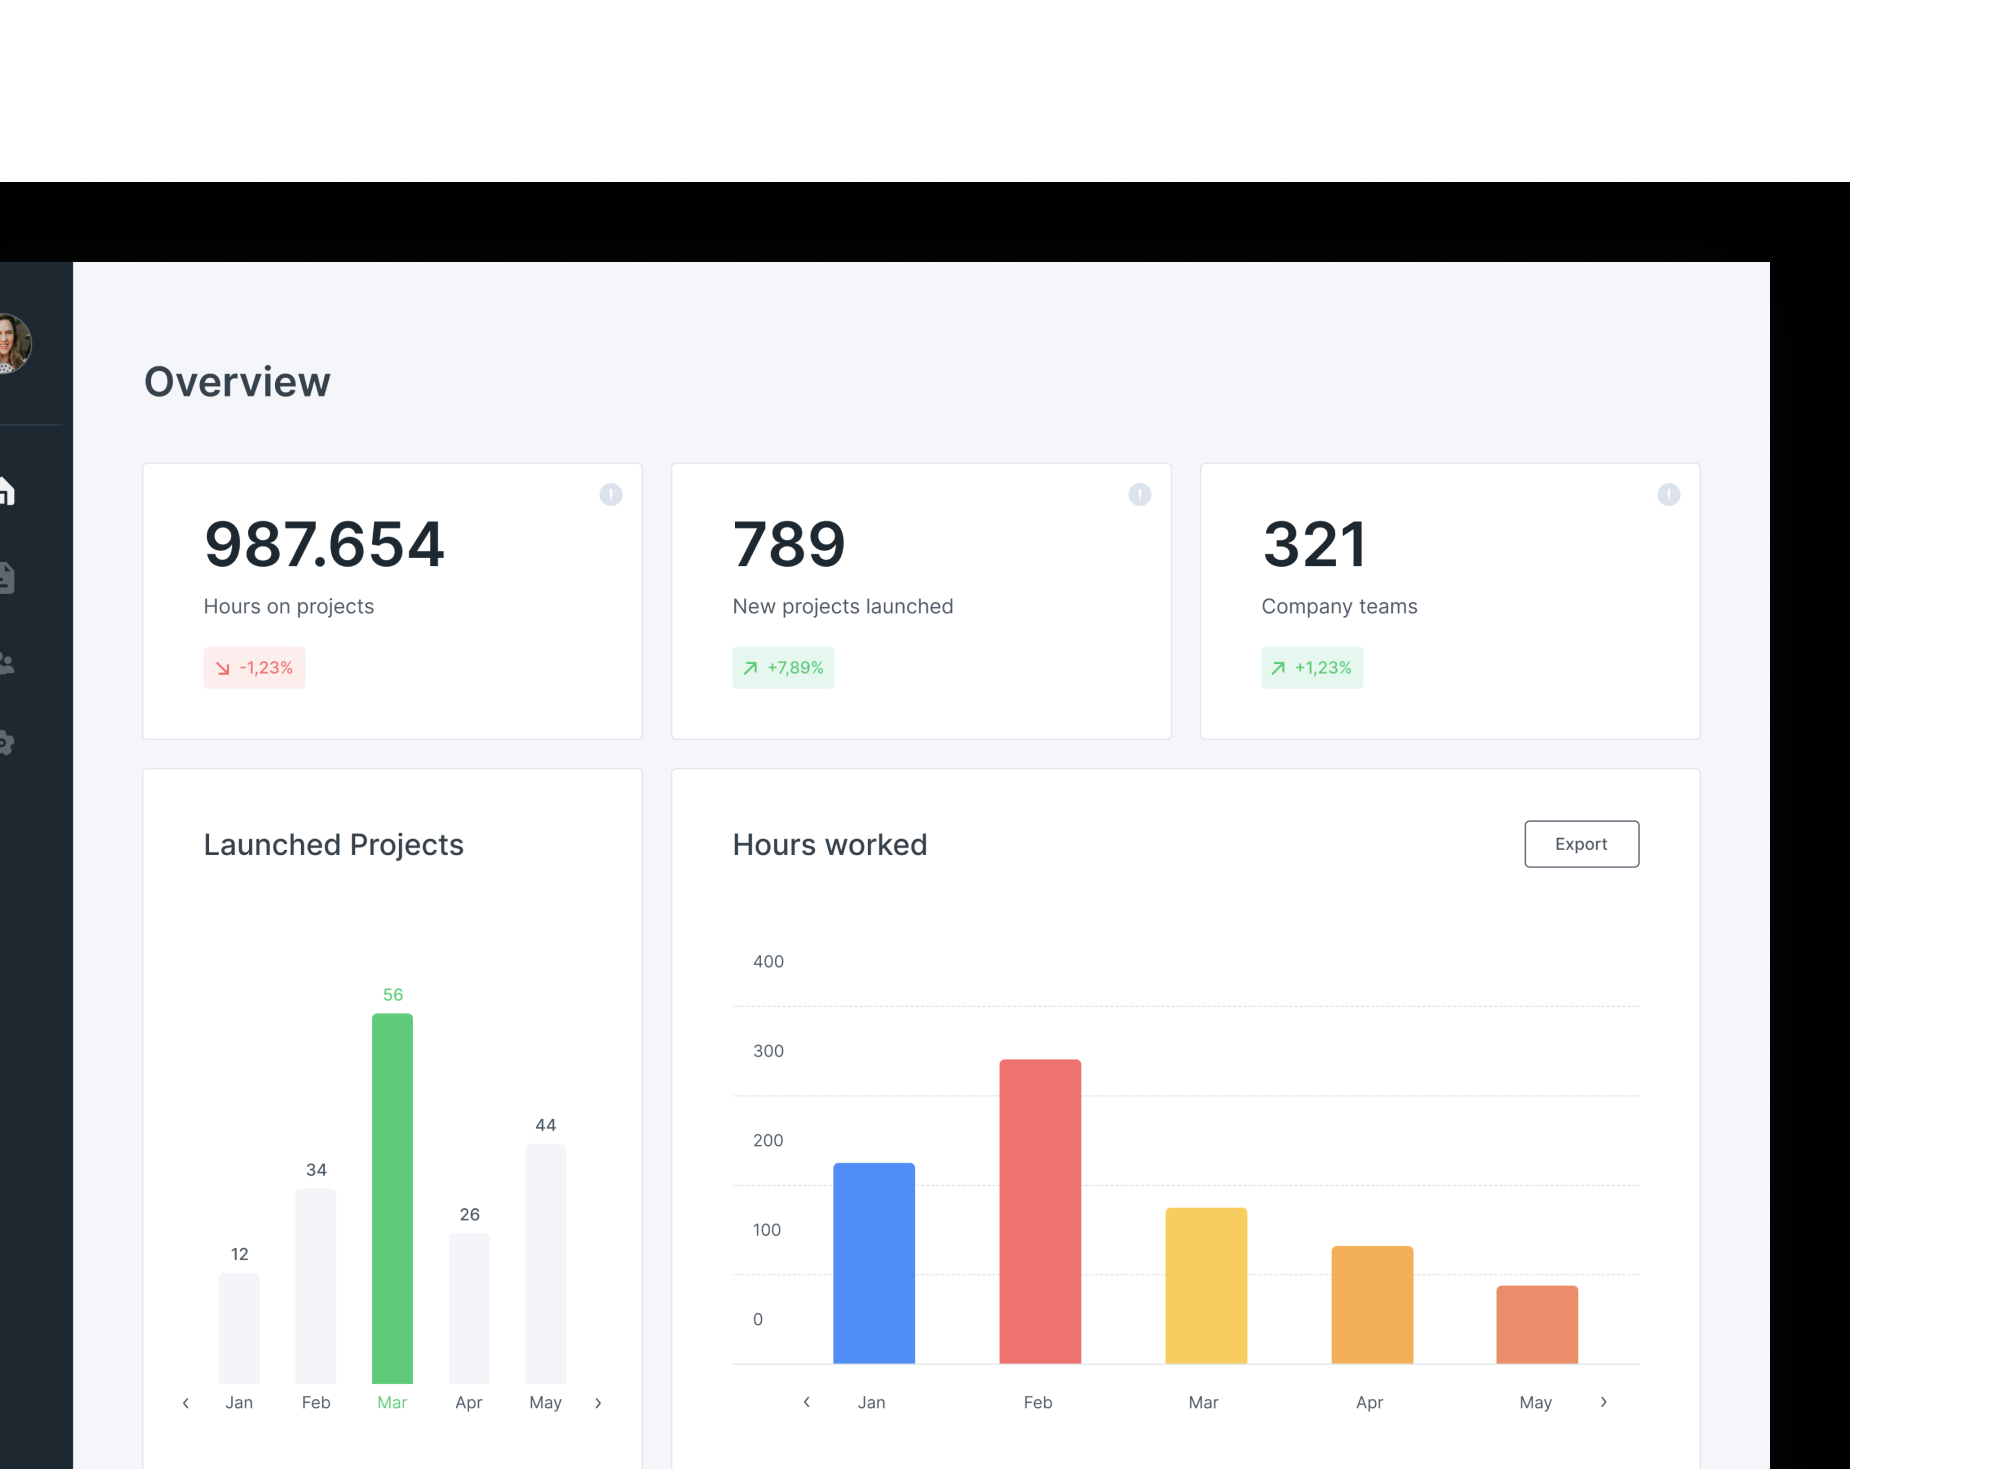 Overview
987.654
Hours on projects
-1,23%
789
New projects launched
+7,89%
321
Company teams
+1,23%
Launched Projects
56
44
34
26
12
Jan Feb Mar Apr May
Hours worked
Export
400
300
200
100
0
Jan Feb Mar Apr May